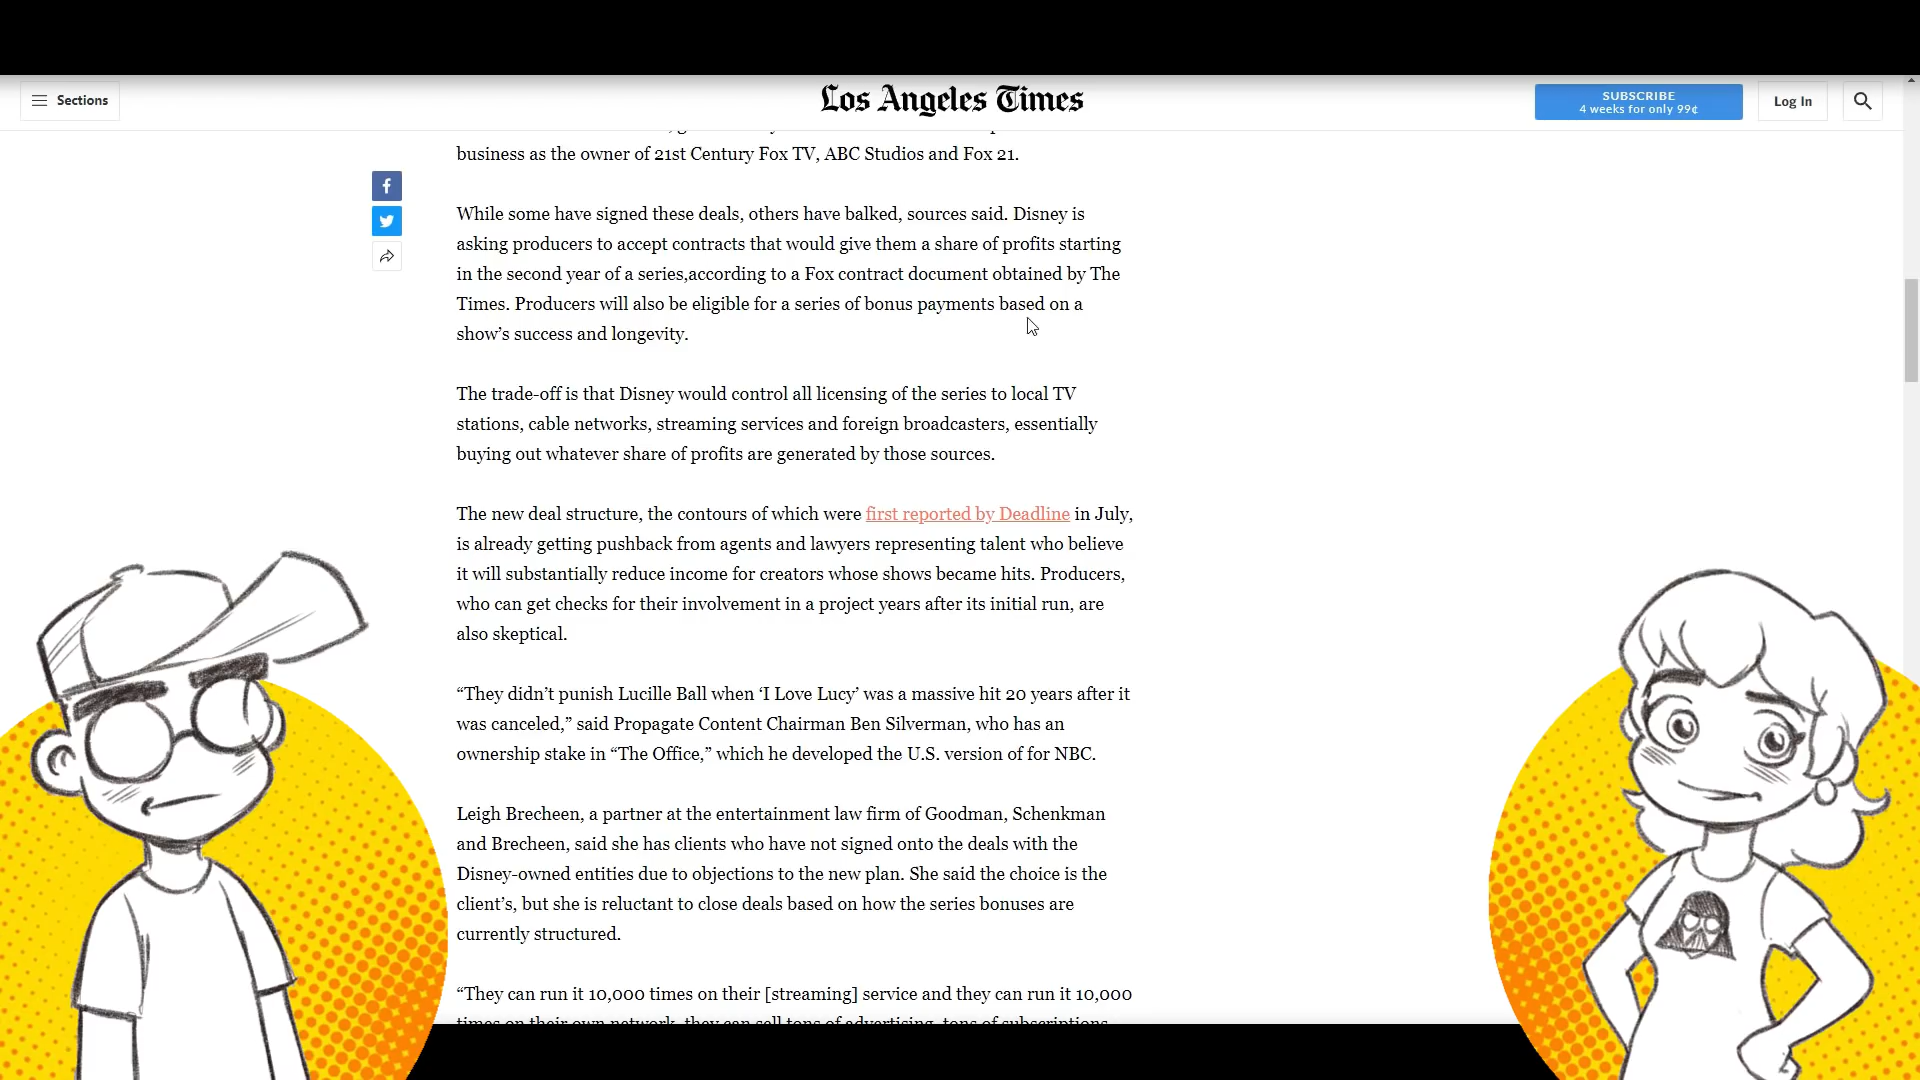 Sections
Los Angeles Times
SUBSCRIBE
4 weeks for only 99¢
Log In
business as the owner of 21st Century Fox TV, ABC Studios and Fox 21.
While some have signed these deals, others have balked, sources said. Disney is
asking producers to accept contracts that would give them a share of profits starting
in the second year of a series,according to a Fox contract document obtained by The
Times. Producers will also be eligible for a series of bonus payments based on a
show’s success and longevity.
The trade-off is that Disney would control all licensing of the series to local TV
stations, cable networks, streaming services and foreign broadcasters, essentially
buying out whatever share of profits are generated by those sources.
The new deal structure, the contours of which were first reported by Deadline in July,
is already getting pushback from agents and lawyers representing talent who believe
it will substantially reduce income for creators whose shows became hits. Producers,
who can get checks for their involvement in a project years after its initial run, are
also skeptical.
“They didn’t punish Lucille Ball when ‘I Love Lucy’ was a massive hit 20 years after it
was canceled,” said Propagate Content Chairman Ben Silverman, who has an
ownership stake in “The Office,” which he developed the U.S. version of for NBC.
Leigh Brecheen, a partner at the entertainment law firm of Goodman, Schenkman
and Brecheen, said she has clients who have not signed onto the deals with the
Disney-owned entities due to objections to the new plan. She said the choice is the
client’s, but she is reluctant to close deals based on how the series bonuses are
currently structured.
“They can run it 10,000 times on their [streaming] service and they can run it 10,000
times on their own network, they can sell tons of advertising, tons of subscriptions